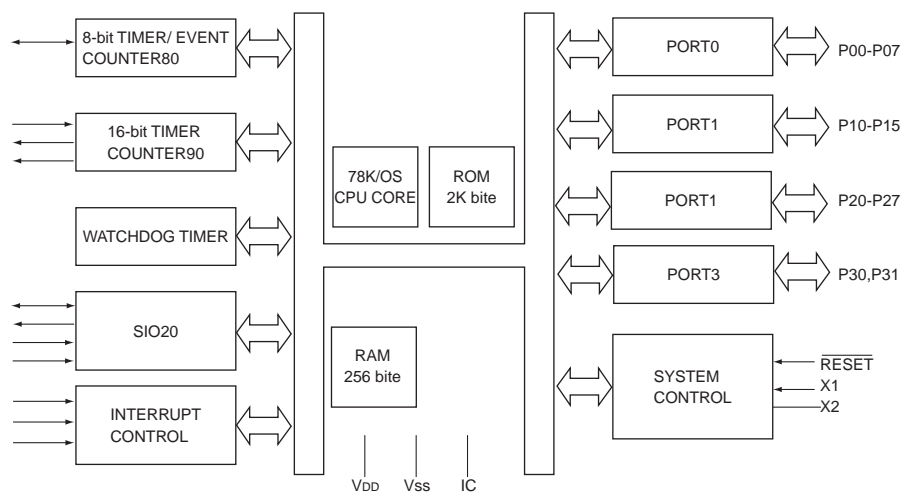 8-bit TIMER/ EVENT
COUNTER80
16-bit TIMER
COUNTER90
WATCHDOG TIMER
SIO20
INTERRUPT
CONTROL
78K/OS
CPU CORE
ROM
2K bite
RAM
256 bite
VDD
Vss
IC
PORT0
P00-P07
PORT1
P10-P15
PORT1
P20-P27
PORT3
P30,P31
SYSTEM
CONTROL
RESET
X1
X2